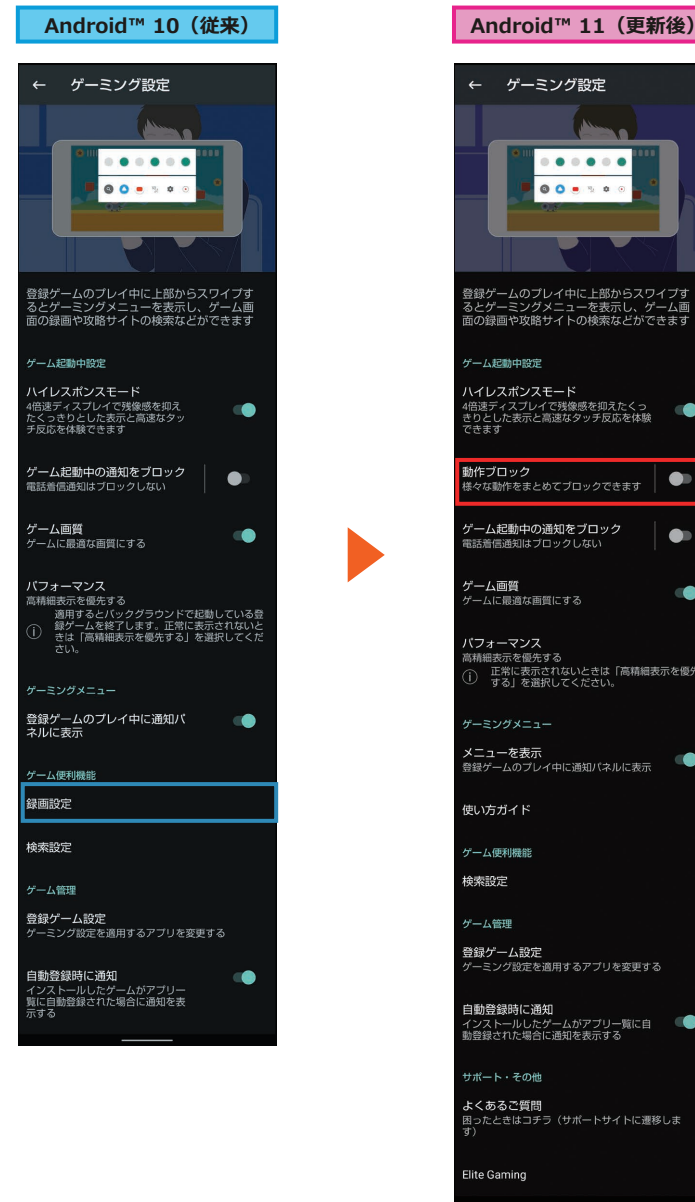 Android™ 10（従来）
← ゲーミング設定
登録ゲームのプレイ中に上部からスワイプす
るとゲーミングメニューを表示し、ゲーム画
面の録画や攻略サイトの検索などができます
ゲーム起動中設定
ハイレスポンスモード
4倍速ディスプレイで残像感を抑え
たくっきりとした表示と高速なタッ
チ反応を体験できます
ゲーム起動中の通知をブロック
電話着信通知はブロックしない
ゲーム画質
ゲームに最適な画質にする
パフォーマンス
高精細表示を優先する
適用するとバックグラウンドで起動している登
録ゲームを終了します。正常に表示されないと
きは「高精細表示を優先する」を選択してくだ
さい。
ゲーミングメニュー
登録ゲームのプレイ中に通知パ
ネルに表示
ゲーム便利機能
録画設定
検索設定
ゲーム管理
登録ゲーム設定
ゲーミング設定を適用するアプリを変更する
自動登録時に通知
インストールしたゲームがアプリ一
覧に自動登録された場合に通知を表
示する
Android™ 11（更新後）
← ゲーミング設定
登録ゲームのプレイ中に上部からスワイプす
るとゲーミングメニューを表示し、ゲーム画
面の録画や攻略サイトの検索などができます
ゲーム起動中設定
ハイレスポンスモード
4倍速ディスプレイで残像感を抑えたくっ
きりとした表示と高速なタッチ反応を体験
できます
動作ブロック
様々な動作をまとめてブロックできます
ゲーム起動中の通知をブロック
電話着信通知はブロックしない
ゲーム画質
ゲームに最適な画質にする
パフォーマンス
高精細表示を優先する
正常に表示されないときは「高精細表示を優先
する」を選択してください。
ゲーミングメニュー
メニューを表示
登録ゲームのプレイ中に通知パネルに表示
使い方ガイド
ゲーム便利機能
検索設定
ゲーム管理
登録ゲーム設定
ゲーミング設定を適用するアプリを変更する
自動登録時に通知
インストールしたゲームがアプリ一覧に自
動登録された場合に通知を表示する
サポート・その他
よくあるご質問
困ったときはコチラ（サポートサイトに遷移しま
す）
Elite Gaming